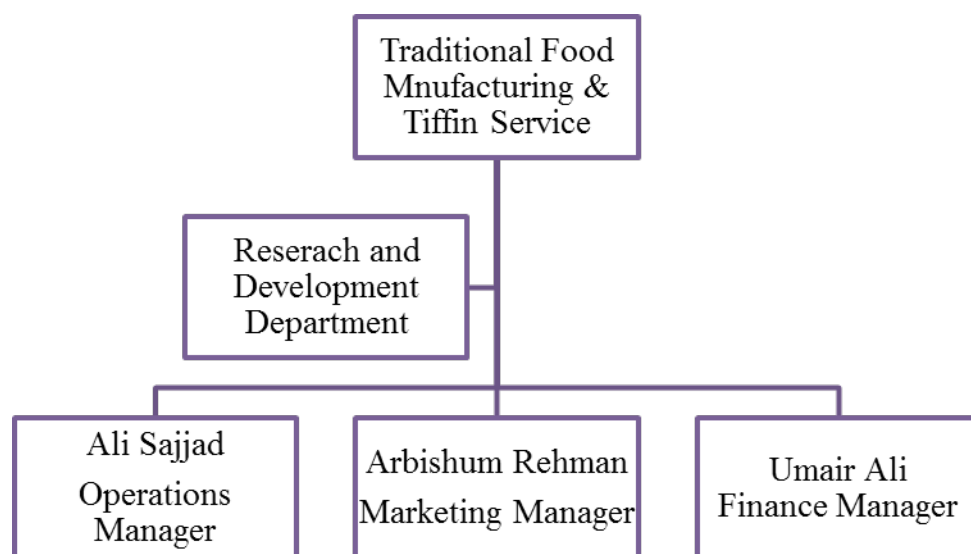 Traditional Food
Mnufacturing &
Tiffin Service
Reserach and
Development
Department
Ali Sajjad
Operations
Manager
Arbishum Rehman
Marketing Manager
Umair Ali
Finance Manager